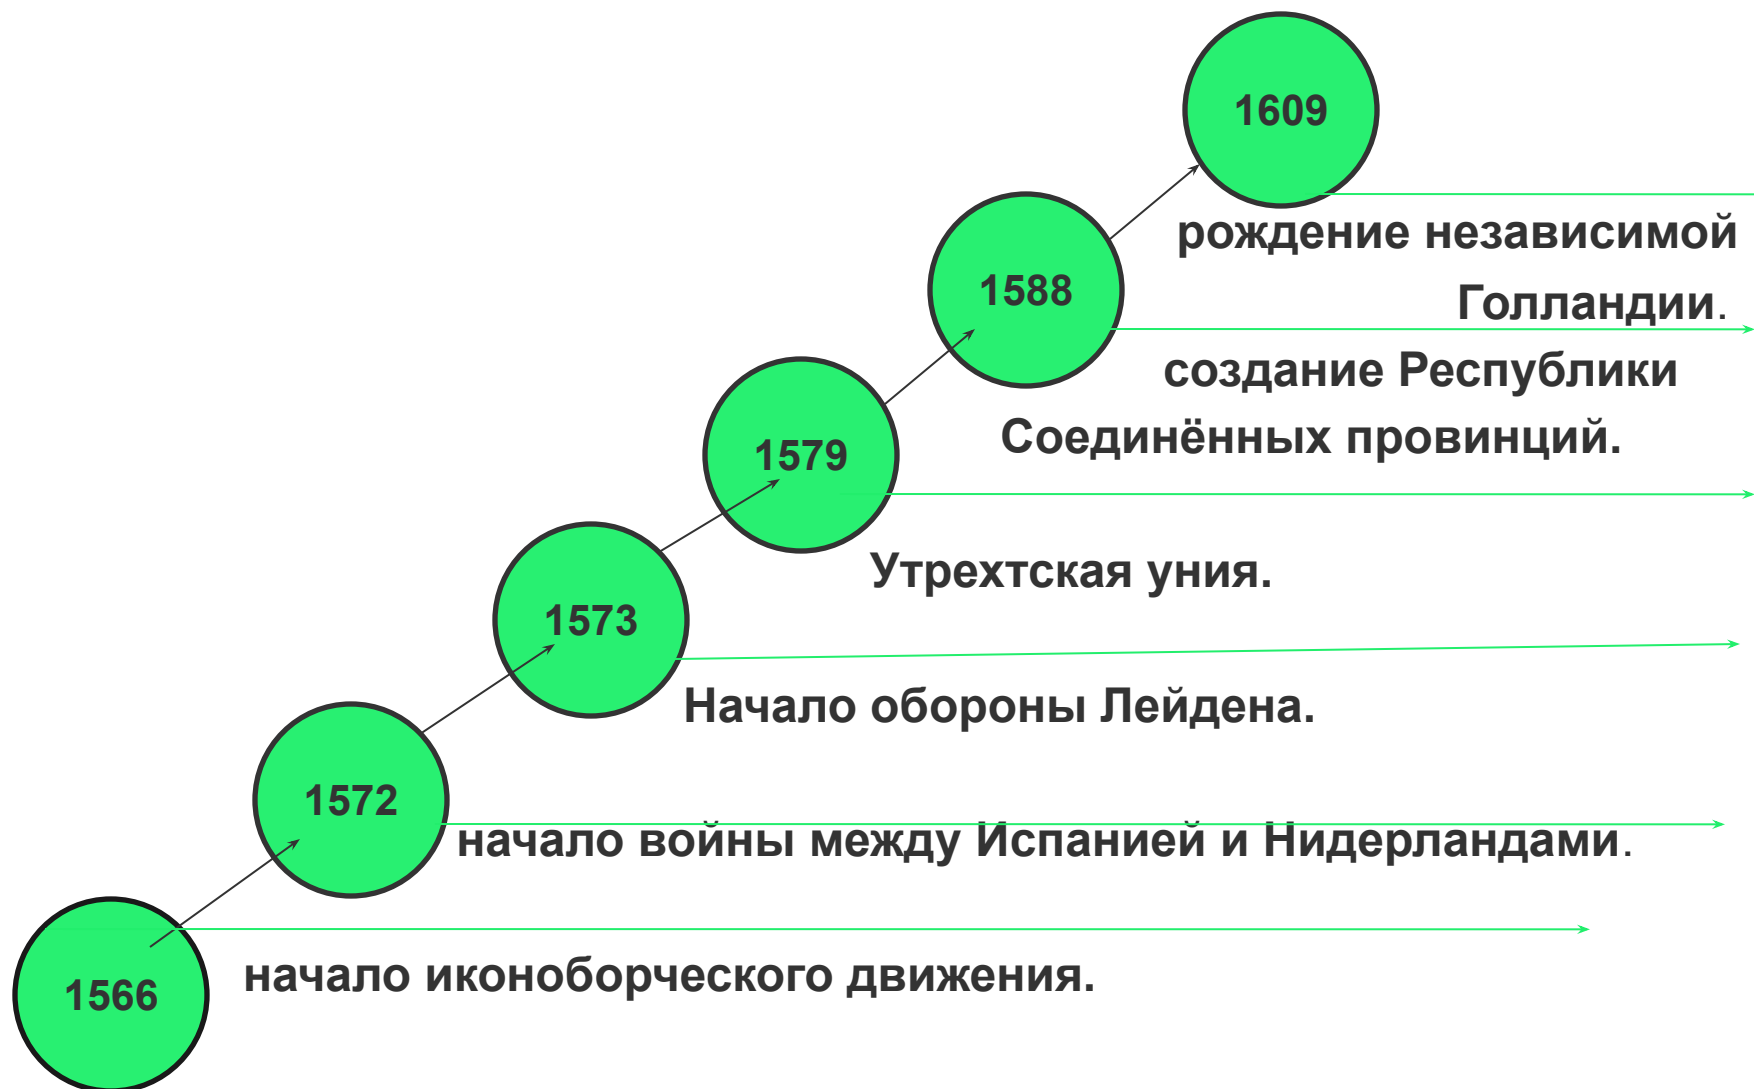 1609
рождение независимой
Голландии.
1588
создание Республики
Соединённых провинций.
1579
Утрехтская уния.
1573
Начало обороны Лейдена.
1572
начало войны между Испанией и Нидерландами.
1566
начало иконоборческого движения.